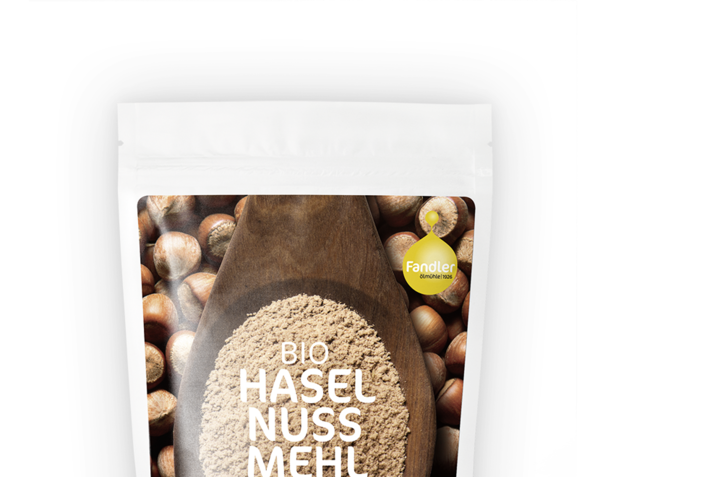 Fandler
ölmühle|1926
BIO
HASEL
NUSS
MEHL